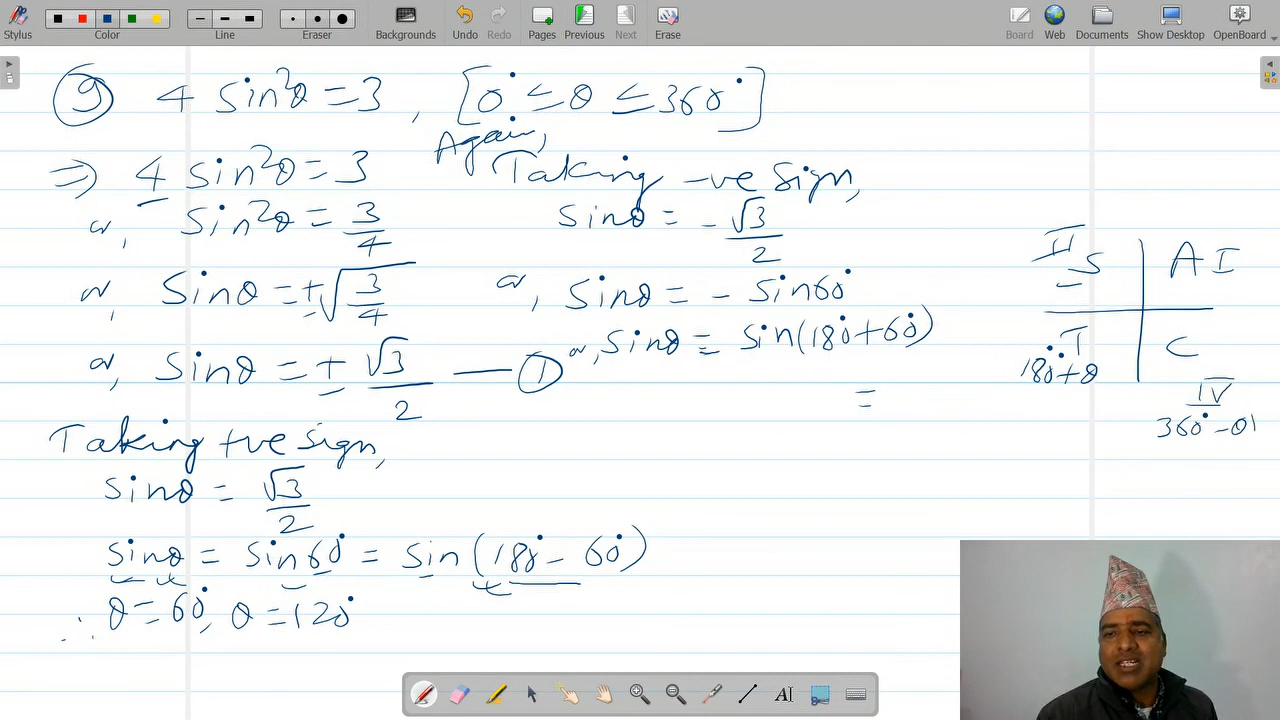 Stylus
Color
Line
Eraser
Backgrounds
Undo
Redo
Pages
Previous
Next
Erase
Board
Web
Documents
Show Desktop
OpenBoard
⑨ 4 sin²θ = 3, [0° ≤ θ ≤ 360°]
⇒ 4 sin²θ = 3
or, sin²θ = 3/4
or, Sinθ = ±√(3/4)
or, Sinθ = ± √3/2 — ①
Taking +ve sign,
sinθ = √3/2
sinθ = sin60° = sin (180° – 60°)
∴ θ = 60°, θ = 120°
Again,
Taking -ve sign,
sinθ = - √3/2
or, sinθ = - sin60°
or, sinθ = sin(180° + 60°)
=
II S A I
T C
180° + θ
IV
360° – θ